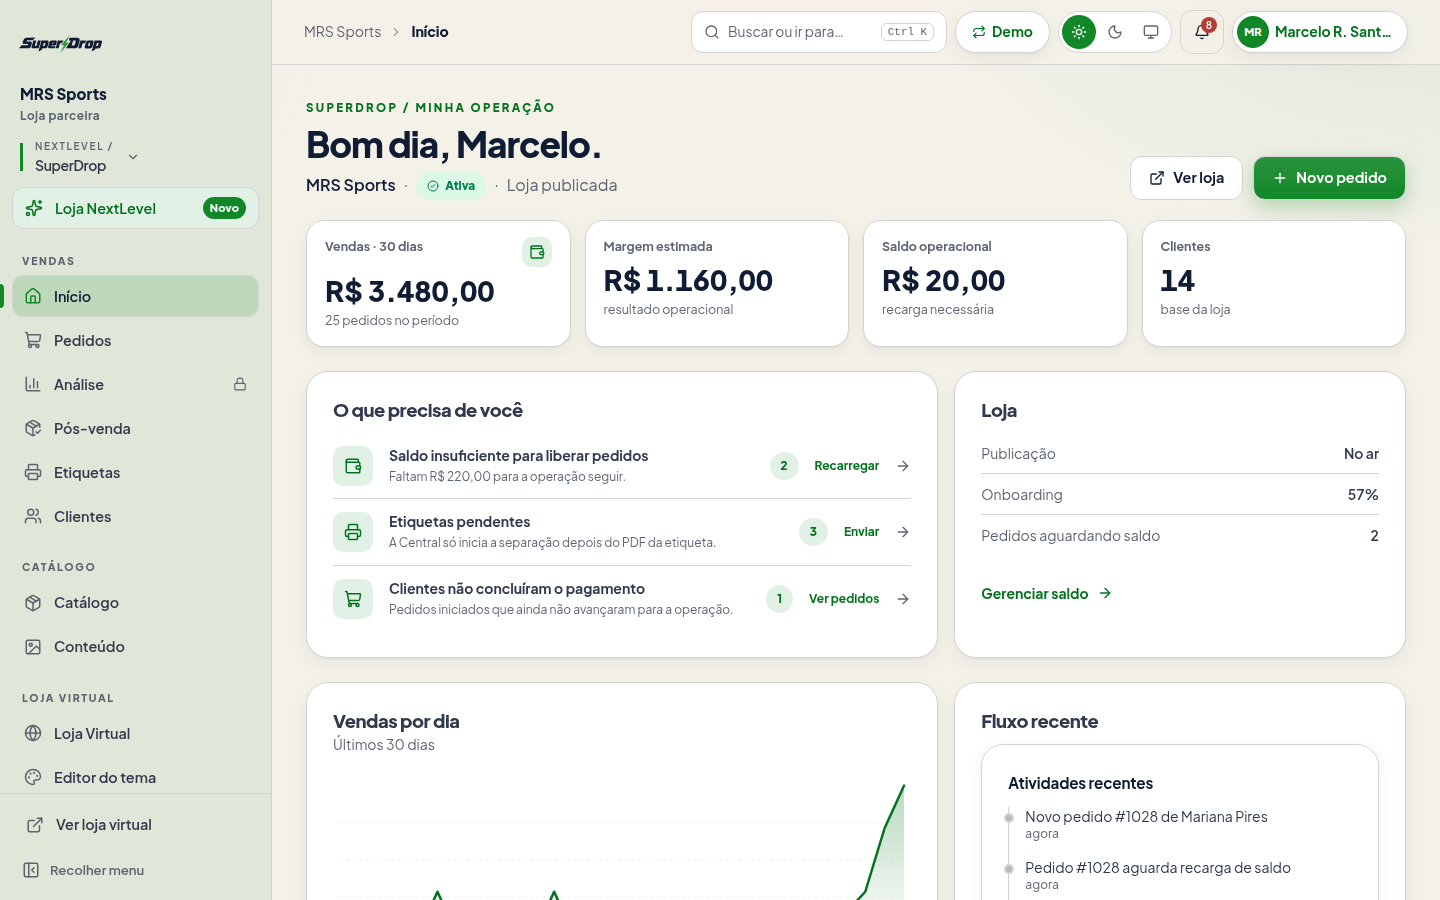 SuperDrop
MRS Sports
Loja parceira
NEXTLEVEL /
SuperDrop
Loja NextLevel
Novo
VENDAS
Início
Pedidos
Análise
Pós-venda
Etiquetas
Clientes
CATÁLOGO
Catálogo
Conteúdo
LOJA VIRTUAL
Loja Virtual
Editor do tema
Ver loja virtual
Recolher menu
MRS Sports > Início
Buscar ou ir para...
Ctrl K
Demo
8
MR
Marcelo R. Sant...
SUPERDROP / MINHA OPERAÇÃO
Bom dia, Marcelo.
MRS Sports · Ativa · Loja publicada
Ver loja
Novo pedido
Vendas · 30 dias
R$ 3.480,00
25 pedidos no período
Margem estimada
R$ 1.160,00
resultado operacional
Saldo operacional
R$ 20,00
recarga necessária
Clientes
14
base da loja
O que precisa de você
Saldo insuficiente para liberar pedidos
Faltam R$ 220,00 para a operação seguir.
2
Recarregar
Etiquetas pendentes
A Central só inicia a separação depois do PDF da etiqueta.
3
Enviar
Clientes não concluíram o pagamento
Pedidos iniciados que ainda não avançaram para a operação.
1
Ver pedidos
Loja
Publicação No ar
Onboarding 57%
Pedidos aguardando saldo 2
Gerenciar saldo
Vendas por dia
Últimos 30 dias
Fluxo recente
Atividades recentes
Novo pedido #1028 de Mariana Pires
agora
Pedido #1028 aguarda recarga de saldo
agora